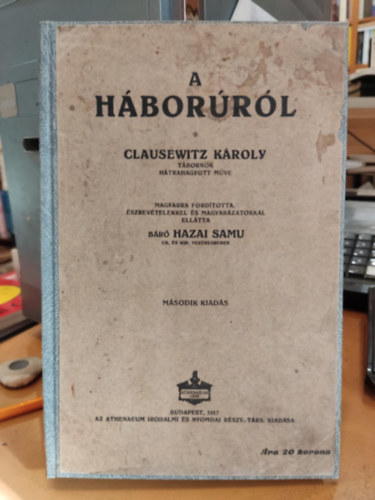 A
HÁBORÚRÓL
CLAUSEWITZ KÁROLY
TÁBORNOK
HÁTRAHAGYOTT MŰVE
MAGYARRA FORDÍTOTTA,
ÉSZREVÉTELEKKEL ÉS MAGYARÁZATOKKAL
ELLÁTTA
BÁRÓ HAZAI SAMU
CS. ÉS KIR. VEZÉREZREDES
MÁSODIK KIADÁS
BUDAPEST, 1917
AZ ATHENAEUM IRODALMI ÉS NYOMDAI RÉSZV.-TÁRS. KIADÁSA
Ára 20 korona